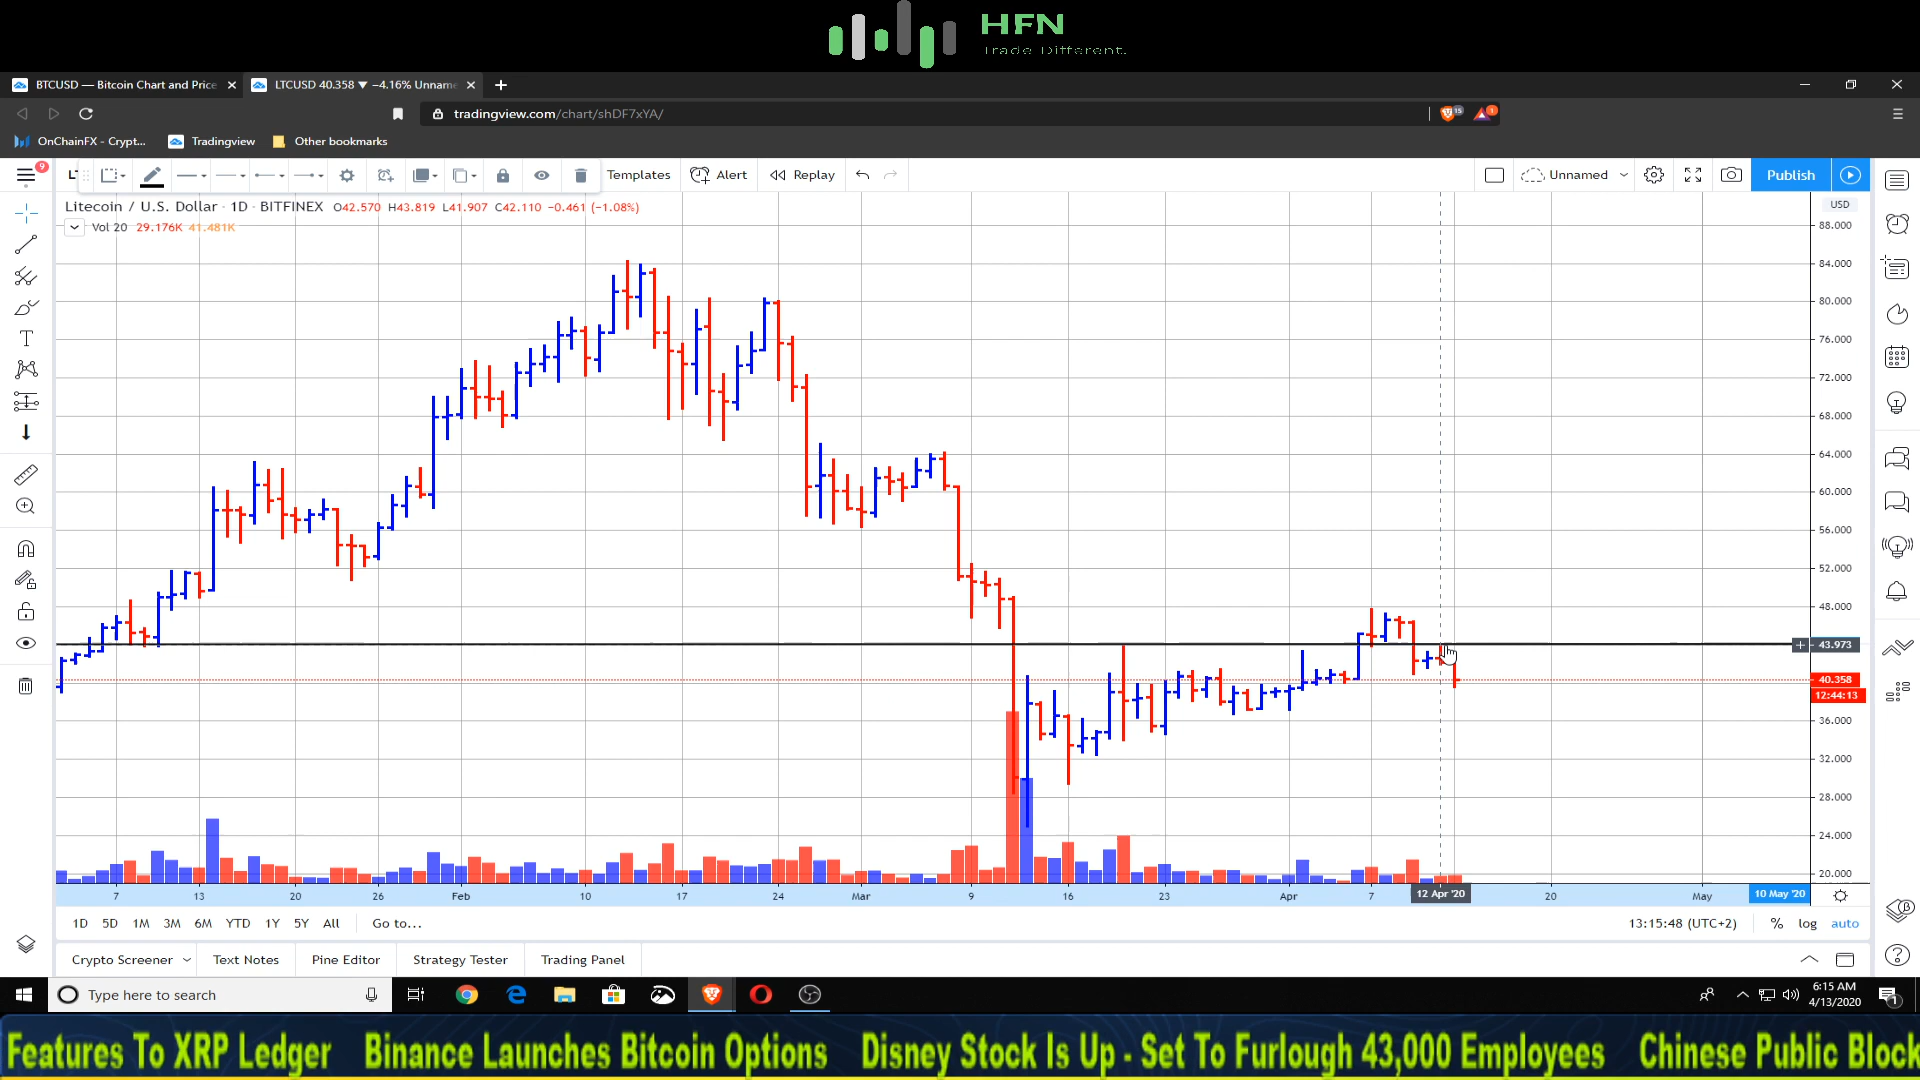 HFN
Trade Different.
BTCUSD — Bitcoin Chart and Price
LTCUSD 40.358 ▼ −4.16% Unname
tradingview.com/chart/shDF7xYA/
15
1
OnChainFX - Crypt...
Tradingview
Other bookmarks
9
LT
Templates
Alert
Replay
Unnamed
Publish
Litecoin / U.S. Dollar · 1D · BITFINEX O42.570 H43.819 L41.907 C42.110 −0.461 (−1.08%)
Vol 20 29.176K 41.481K
USD
88.000
84.000
80.000
76.000
72.000
68.000
64.000
60.000
56.000
52.000
48.000
43.973
40.358
12:44:13
36.000
32.000
28.000
24.000
20.000
7 13 20 26 Feb 10 17 24 Mar 9 16 23 Apr 7 12 Apr '20 20 May 10 May '20
1D 5D 1M 3M 6M YTD 1Y 5Y All Go to...
13:15:48 (UTC+2) % log auto
Crypto Screener Text Notes Pine Editor Strategy Tester Trading Panel
Type here to search
6:15 AM
4/13/2020
1
Features To XRP Ledger Binance Launches Bitcoin Options Disney Stock Is Up - Set To Furlough 43,000 Employees Chinese Public Block